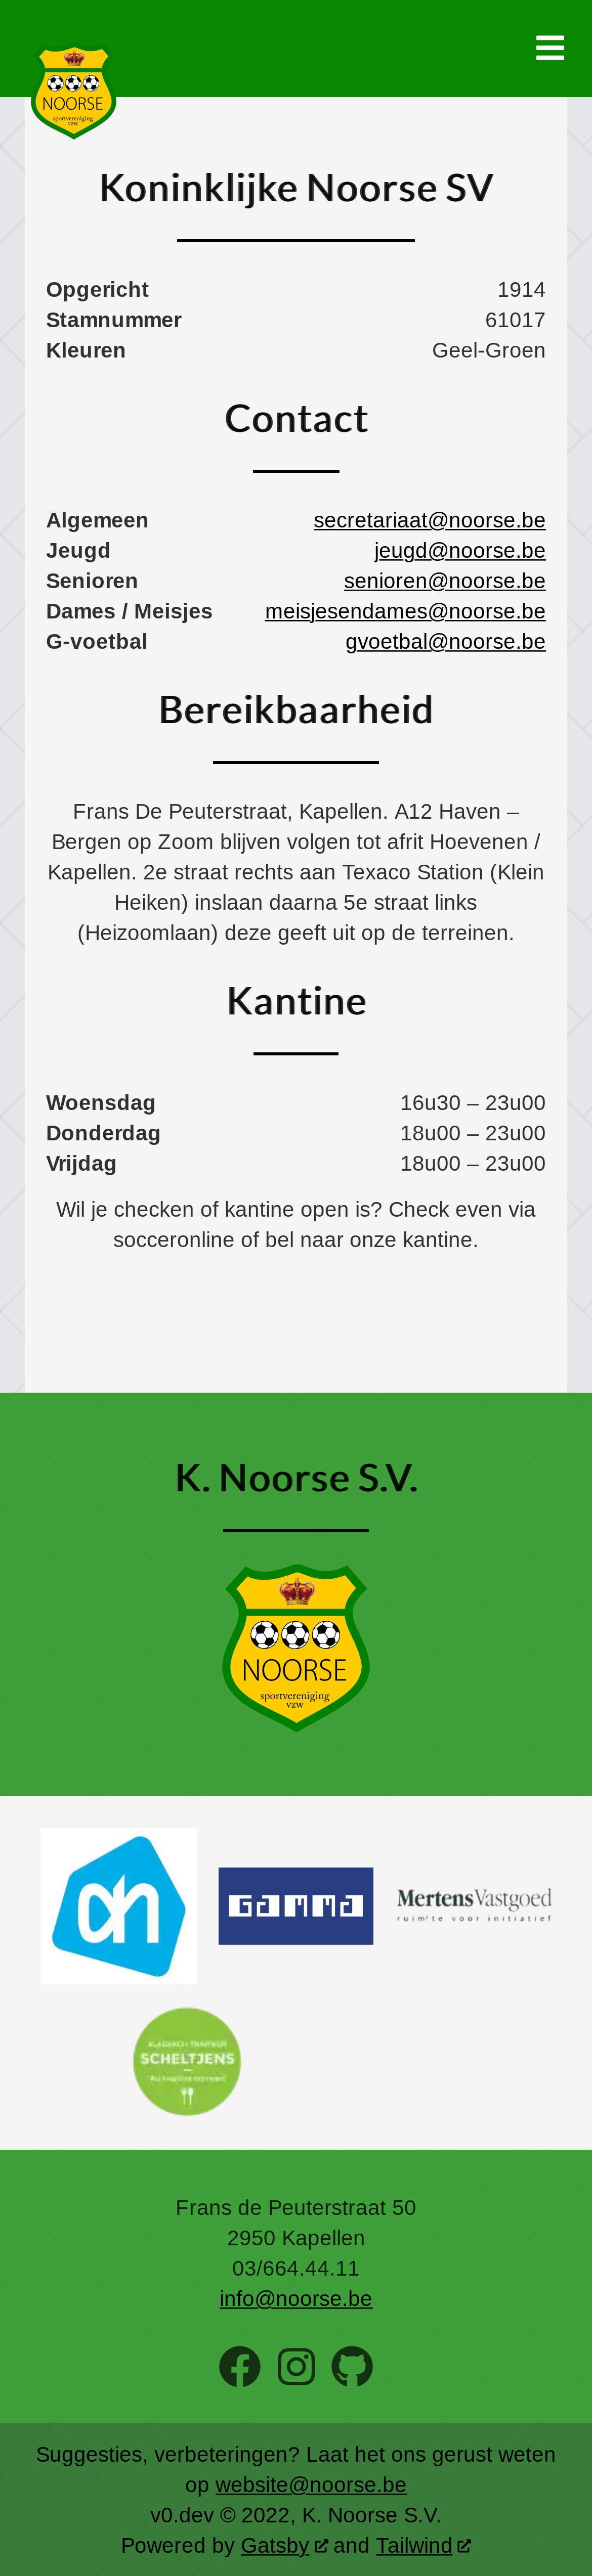 NOORSE
sportvereniging
vzw
Koninklijke Noorse SV
Opgericht 1914
Stamnummer 61017
Kleuren Geel-Groen
Contact
Algemeen secretariaat@noorse.be
Jeugd jeugd@noorse.be
Senioren senioren@noorse.be
Dames / Meisjes meisjesendames@noorse.be
G-voetbal gvoetbal@noorse.be
Bereikbaarheid
Frans De Peuterstraat, Kapellen. A12 Haven –
Bergen op Zoom blijven volgen tot afrit Hoevenen /
Kapellen. 2e straat rechts aan Texaco Station (Klein
Heiken) inslaan daarna 5e straat links
(Heizoomlaan) deze geeft uit op de terreinen.
Kantine
Woensdag 16u30 – 23u00
Donderdag 18u00 – 23u00
Vrijdag 18u00 – 23u00
Wil je checken of kantine open is? Check even via
socceronline of bel naar onze kantine.
K. Noorse S.V.
NOORSE
sportvereniging
vzw
ah
GAMMA
MertensVastgoed
ruimte voor initiatief
SCHELTJENS
Frans de Peuterstraat 50
2950 Kapellen
03/664.44.11
info@noorse.be
Suggesties, verbeteringen? Laat het ons gerust weten
op website@noorse.be
v0.dev © 2022, K. Noorse S.V.
Powered by Gatsby and Tailwind